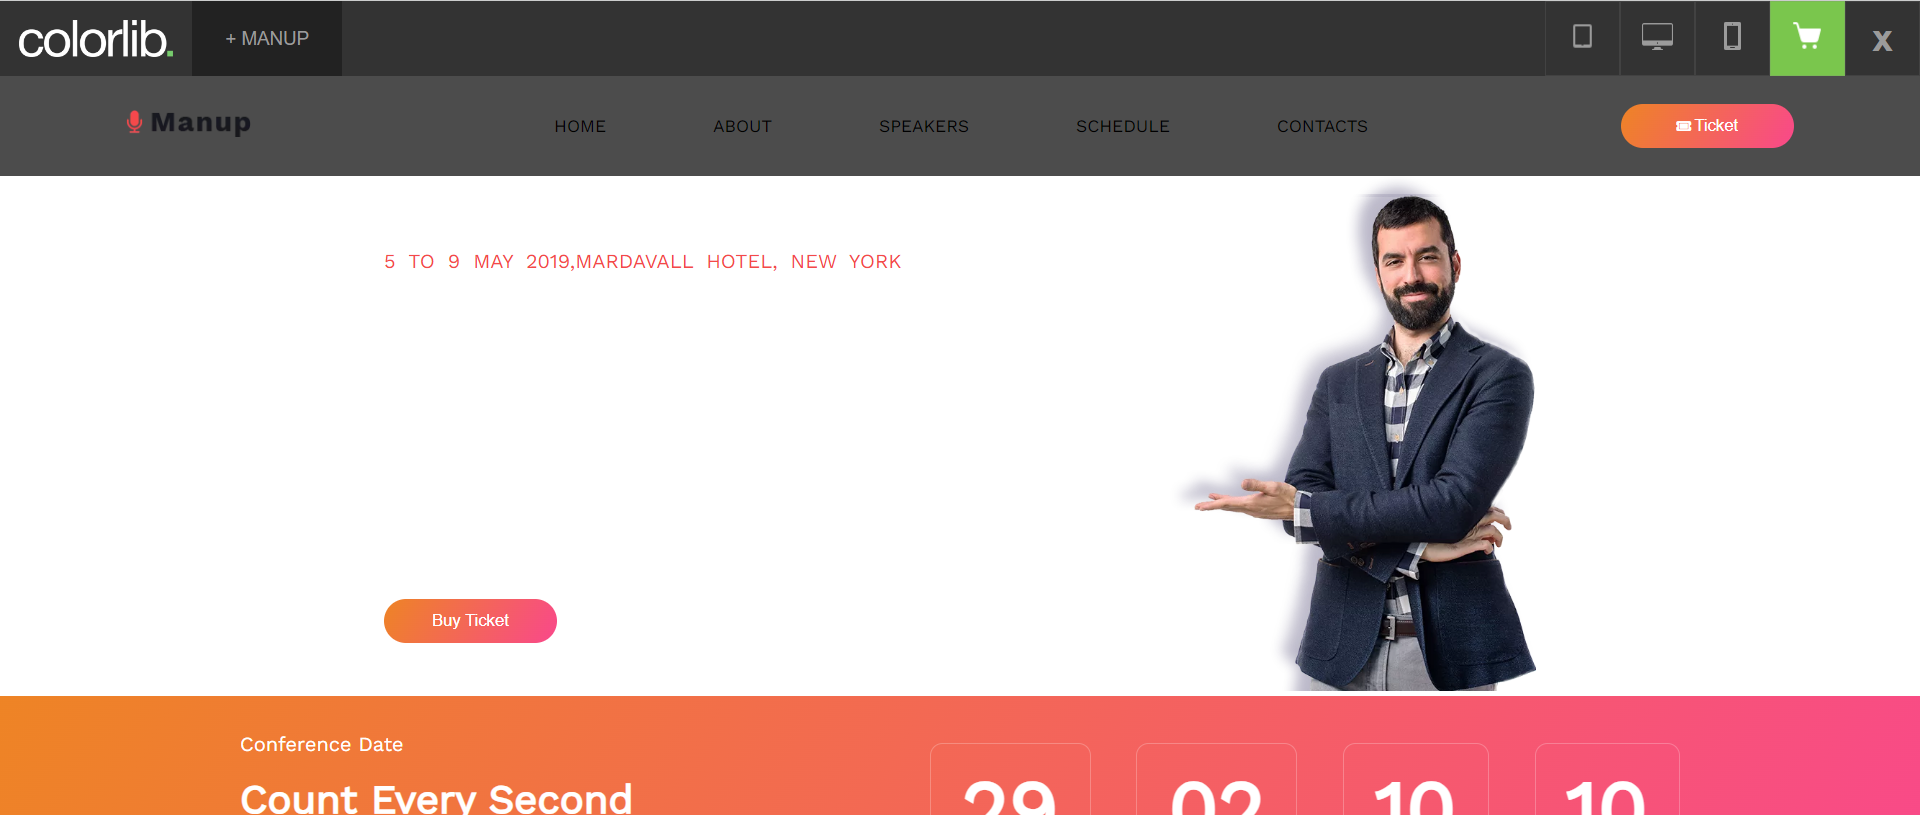 colorlib.
+ MANUP
X
Manup
HOME
ABOUT
SPEAKERS
SCHEDULE
CONTACTS
Ticket
5 TO 9 MAY 2019,MARDAVALL HOTEL, NEW YORK
Buy Ticket
Conference Date
Count Every Second
29
02
10
10